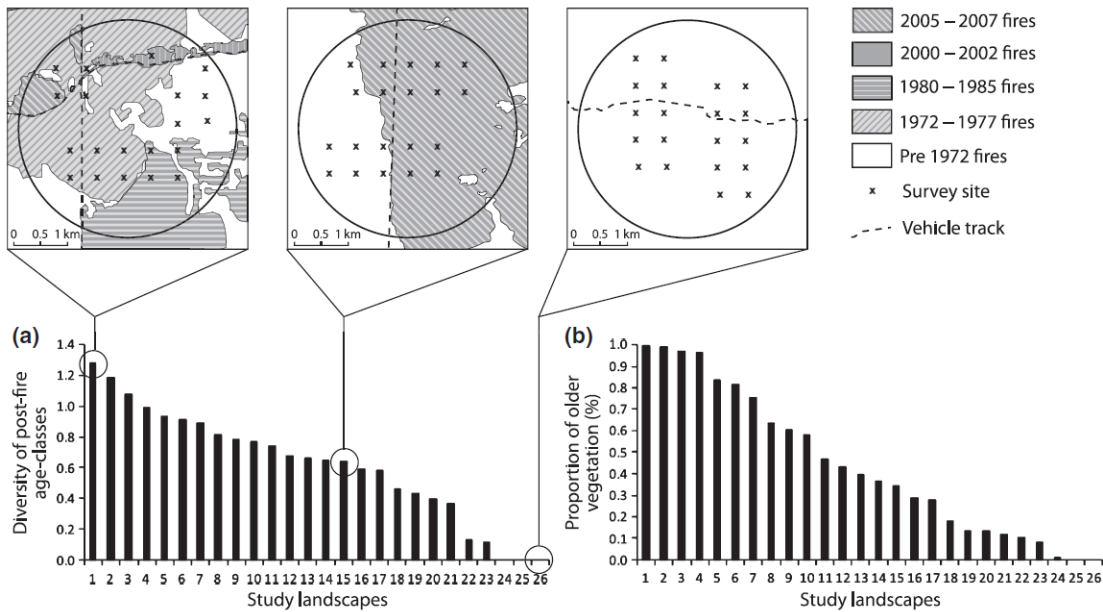 2005 – 2007 fires
2000 – 2002 fires
1980 – 1985 fires
1972 – 1977 fires
Pre 1972 fires
x Survey site
Vehicle track
0 0.5 1 km
0 0.5 1 km
0 0.5 1 km
(a)
Diversity of post-fire
age-classes
1.4
1.2
1.0
0.8
0.6
0.4
0.2
0.0
1 2 3 4 5 6 7 8 9 10 11 12 13 14 15 16 17 18 19 20 21 22 23 24 25 26
Study landscapes
(b)
Proportion of older
vegetation (%)
1.0
0.9
0.8
0.7
0.6
0.5
0.4
0.3
0.2
0.1
0.0
1 2 3 4 5 6 7 8 9 10 11 12 13 14 15 16 17 18 19 20 21 22 23 24 25 26
Study landscapes